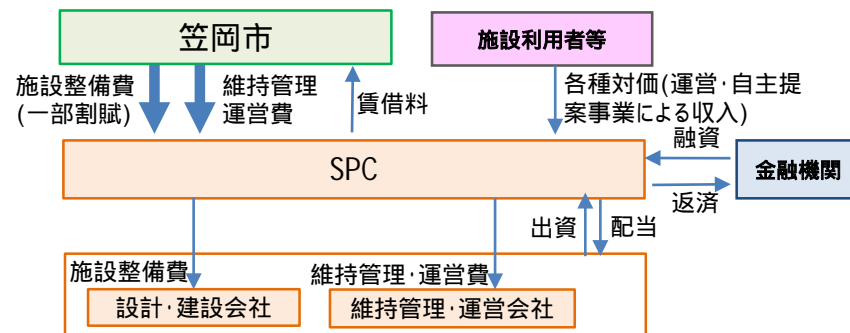 笠岡市
施設利用者等
施設整備費
(一部割賦)
維持管理
運営費
賃借料
各種対価(運営･自主提
案事業による収入)
融資
SPC
金融機関
返済
出資
配当
施設整備費
維持管理･運営費
設計･建設会社
維持管理･運営会社